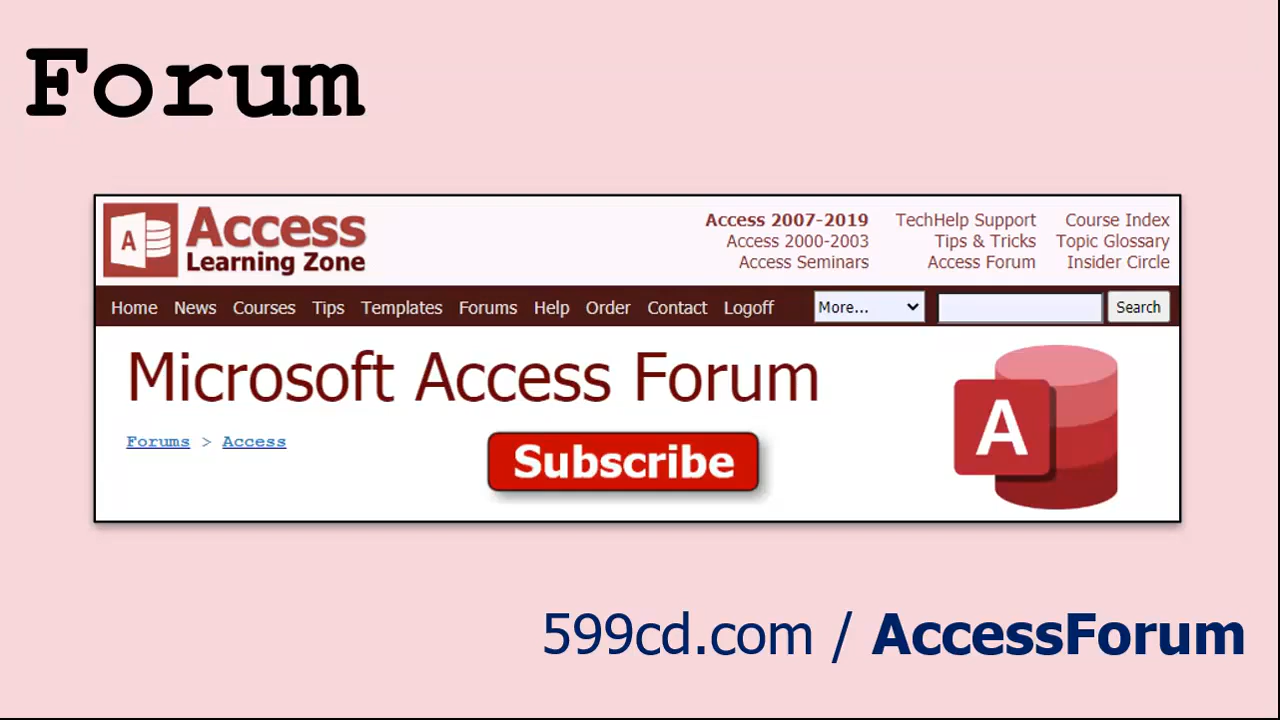 Forum
Access
Learning Zone
A
Access 2007-2019 TechHelp Support Course Index
Access 2000-2003 Tips & Tricks Topic Glossary
Access Seminars Access Forum Insider Circle
Home News Courses Tips Templates Forums Help Order Contact Logoff More... Search
Microsoft Access Forum
Forums > Access
Subscribe
A
599cd.com / AccessForum